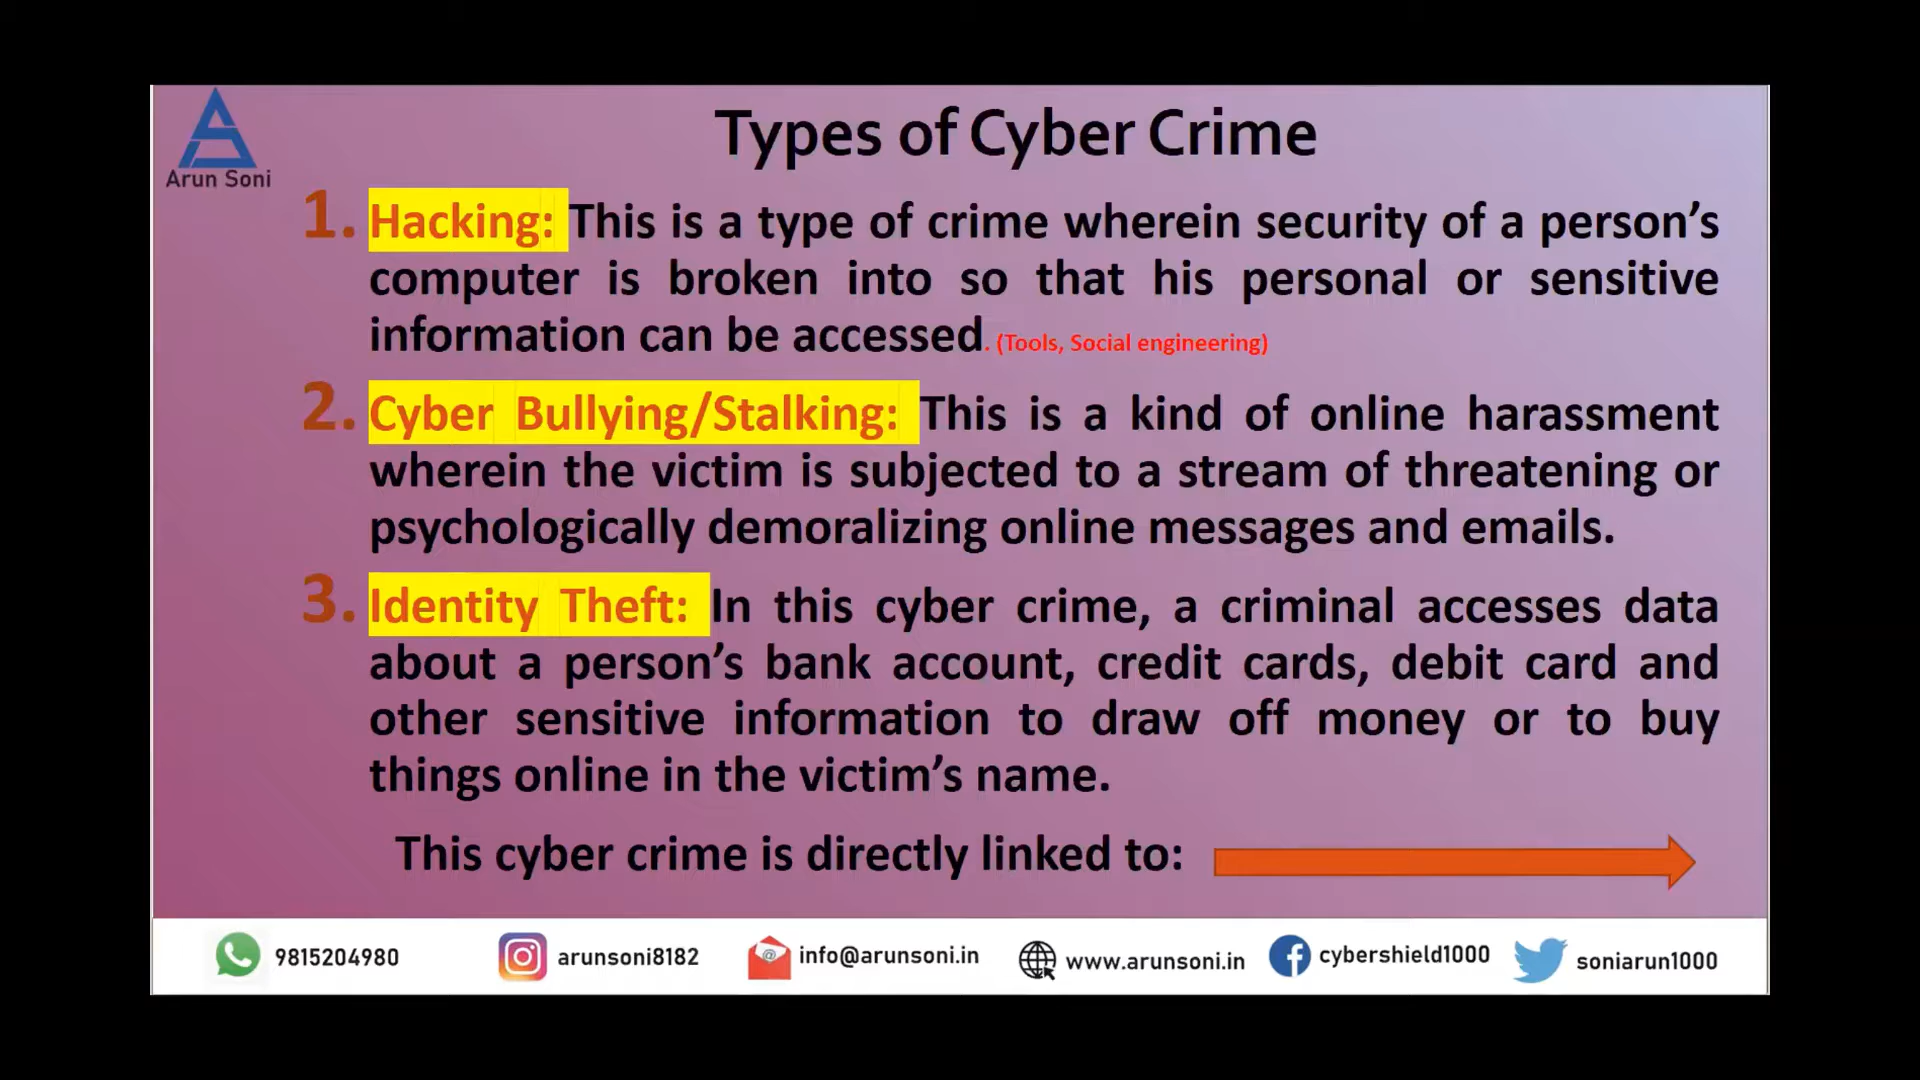 Types of Cyber Crime
Arun Soni
1. Hacking: This is a type of crime wherein security of a person’s
computer is broken into so that his personal or sensitive
information can be accessed. (Tools, Social engineering)
2. Cyber Bullying/Stalking: This is a kind of online harassment
wherein the victim is subjected to a stream of threatening or
psychologically demoralizing online messages and emails.
3. Identity Theft: In this cyber crime, a criminal accesses data
about a person’s bank account, credit cards, debit card and
other sensitive information to draw off money or to buy
things online in the victim’s name.
This cyber crime is directly linked to:
9815204980 arunsoni8182 info@arunsoni.in www.arunsoni.in cybershield1000 soniarun1000